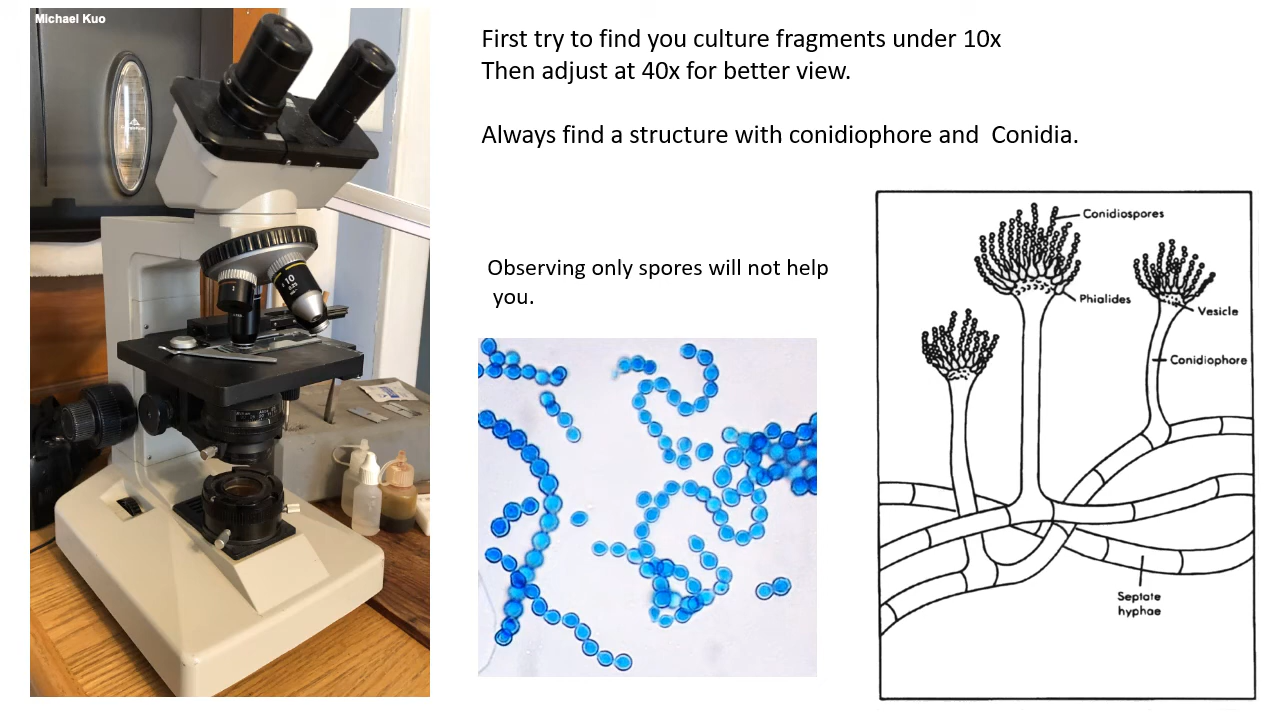 Michael Kuo
First try to find you culture fragments under 10x
Then adjust at 40x for better view.
Always find a structure with conidiophore and  Conidia.
Observing only spores will not help
you.
10
Conidiospores
Phialides
Vesicle
Conidiophore
Septate
hyphae